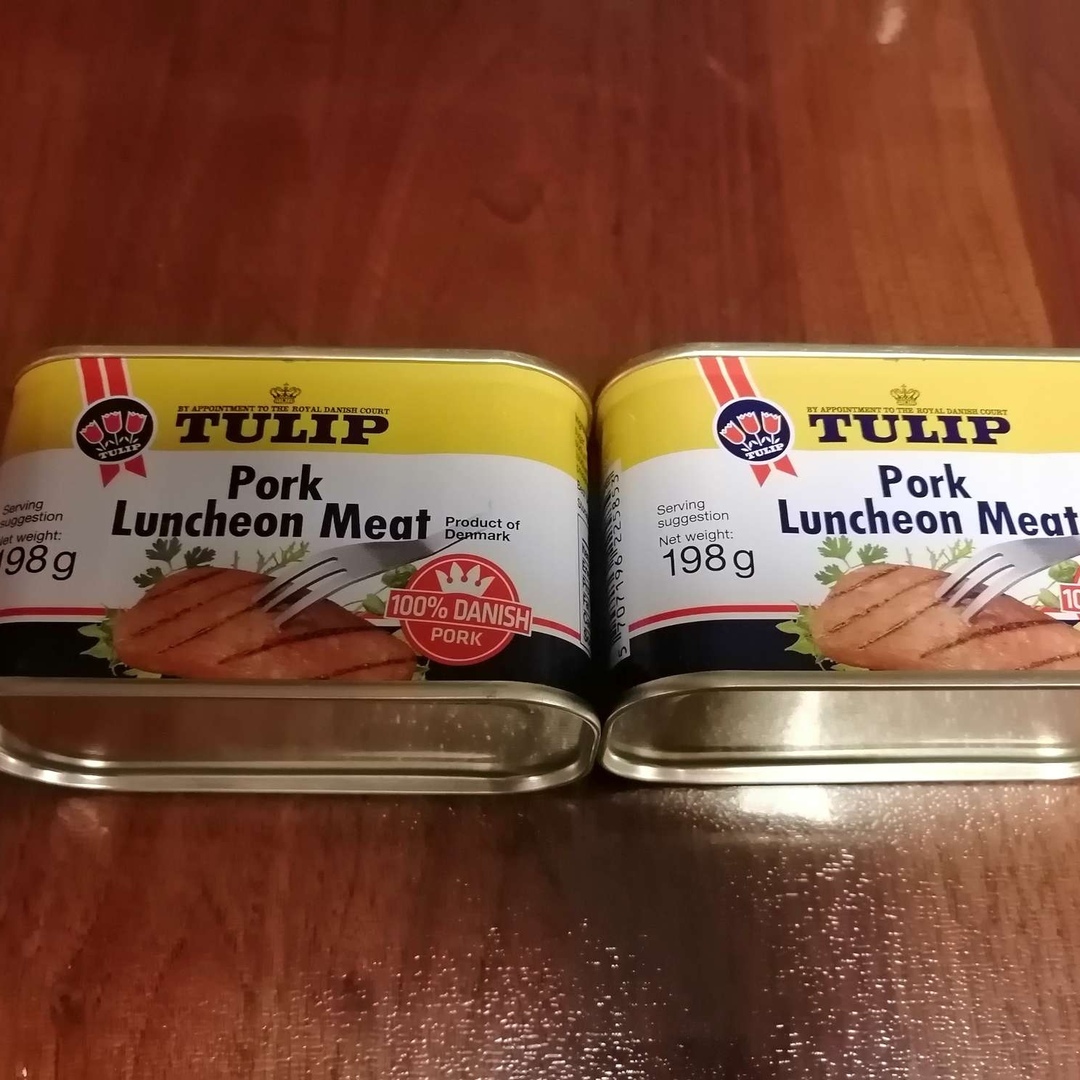 BY APPOINTMENT TO THE ROYAL DANISH COURT
TULIP
TULIP
Pork
Luncheon Meat
Product of
Denmark
Serving
suggestion
Net weight:
198g
100% DANISH
PORK
BY APPOINTMENT TO THE ROYAL DANISH COURT
TULIP
TULIP
Pork
Luncheon Meat
Serving
suggestion
Net weight:
198g
10